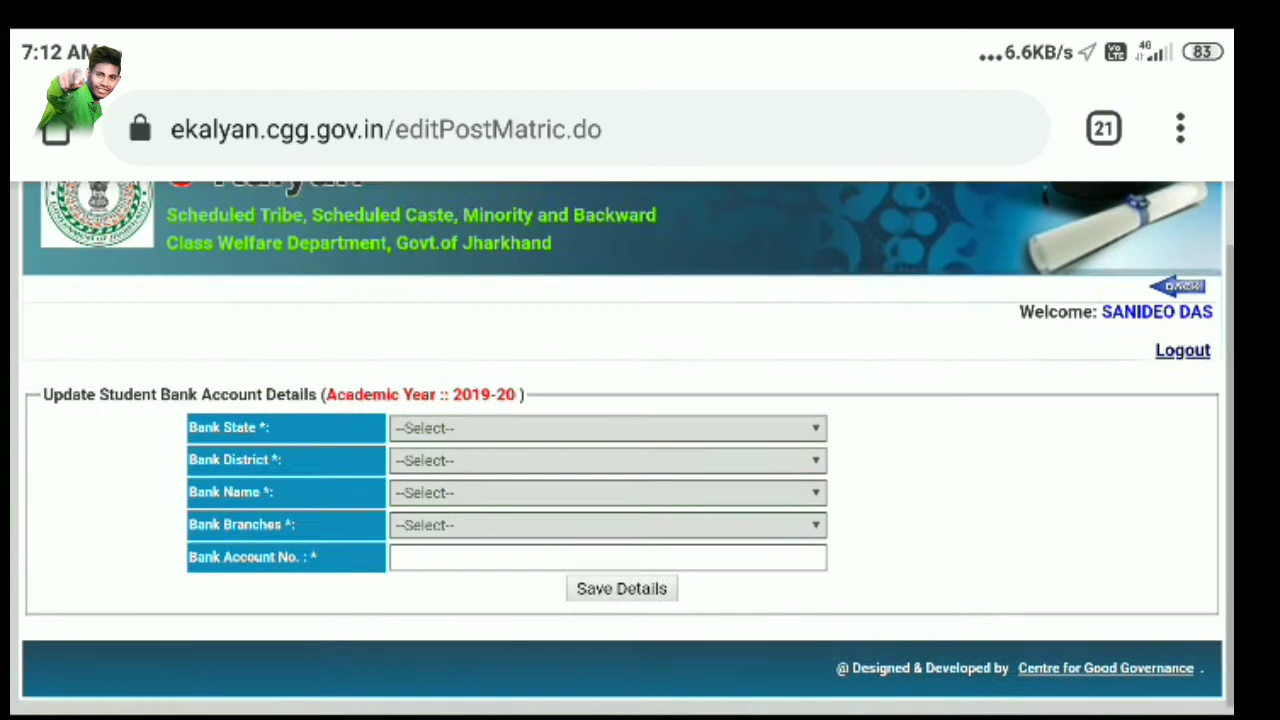 7:12 AM
...6.6KB/s 4G 83
ekalyan.cgg.gov.in/editPostMatric.do
21
Scheduled Tribe, Scheduled Caste, Minority and Backward
Class Welfare Department, Govt.of Jharkhand
BACK
Welcome: SANIDEO DAS
Logout
Update Student Bank Account Details (Academic Year :: 2019-20 )
Bank State *: --Select--
Bank District *: --Select--
Bank Name *: --Select--
Bank Branches *: --Select--
Bank Account No. : *
Save Details
@ Designed & Developed by Centre for Good Governance .